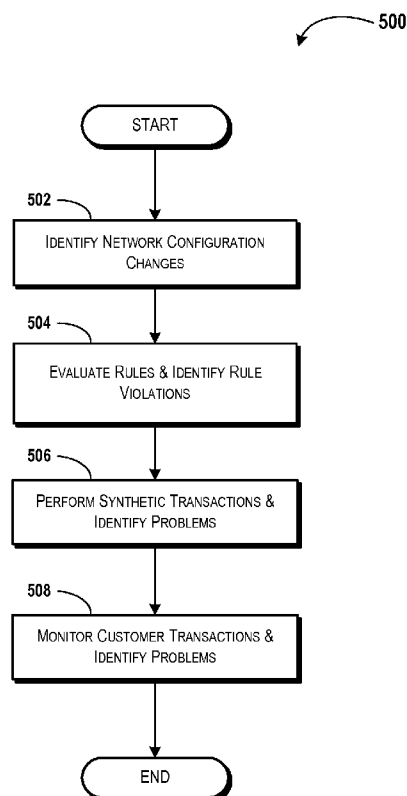 500
START
502
IDENTIFY NETWORK CONFIGURATION
CHANGES
504
EVALUATE RULES & IDENTIFY RULE
VIOLATIONS
506
PERFORM SYNTHETIC TRANSACTIONS &
IDENTIFY PROBLEMS
508
MONITOR CUSTOMER TRANSACTIONS &
IDENTIFY PROBLEMS
END